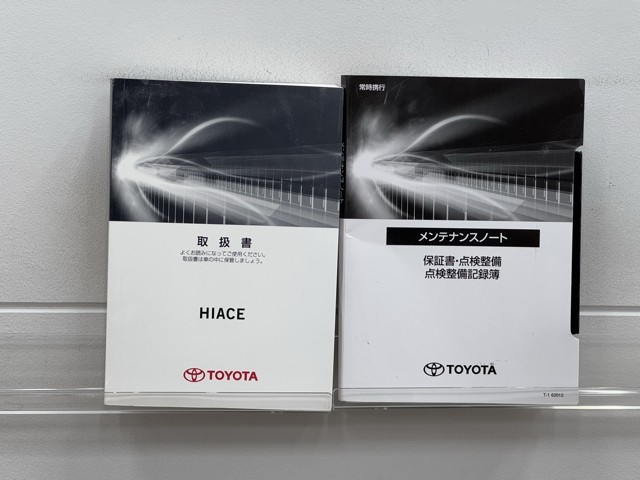 取扱書
よくお読みになってご使用ください。
取扱書は車の中に保管しましょう。
HIACE
TOYOTA
常時携行
メンテナンスノート
保証書・点検整備
点検整備記録簿
TOYOTA